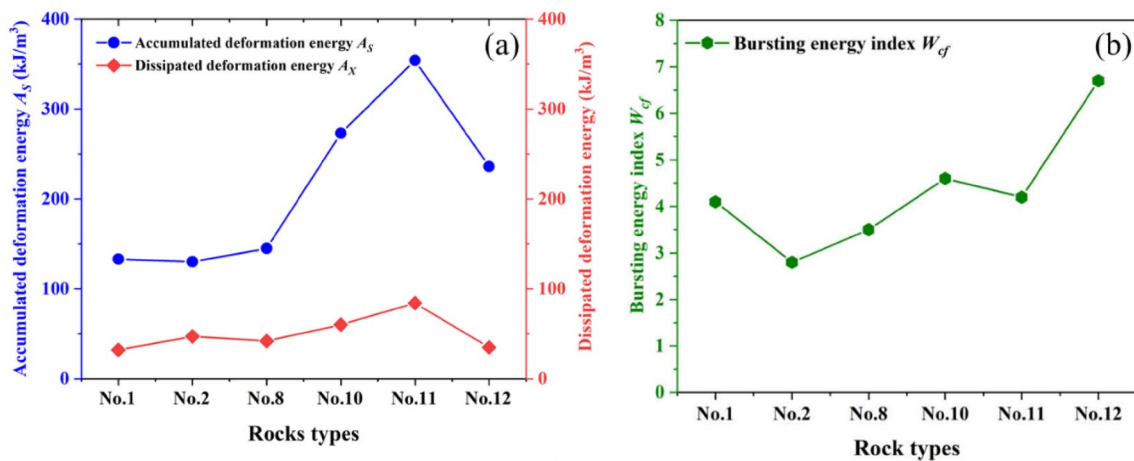 (a)
Accumulated deformation energy A_S
Dissipated deformation energy A_X
Accumulated deformation energy A_S (kJ/m³)
400
300
200
100
0
Dissipated deformation energy (kJ/m³)
400
300
200
100
0
No.1 No.2 No.8 No.10 No.11 No.12
Rocks types
(b)
Bursting energy index W_cf
Bursting energy index W_cf
8
7
6
5
4
3
2
1
0
No.1 No.2 No.8 No.10 No.11 No.12
Rock types